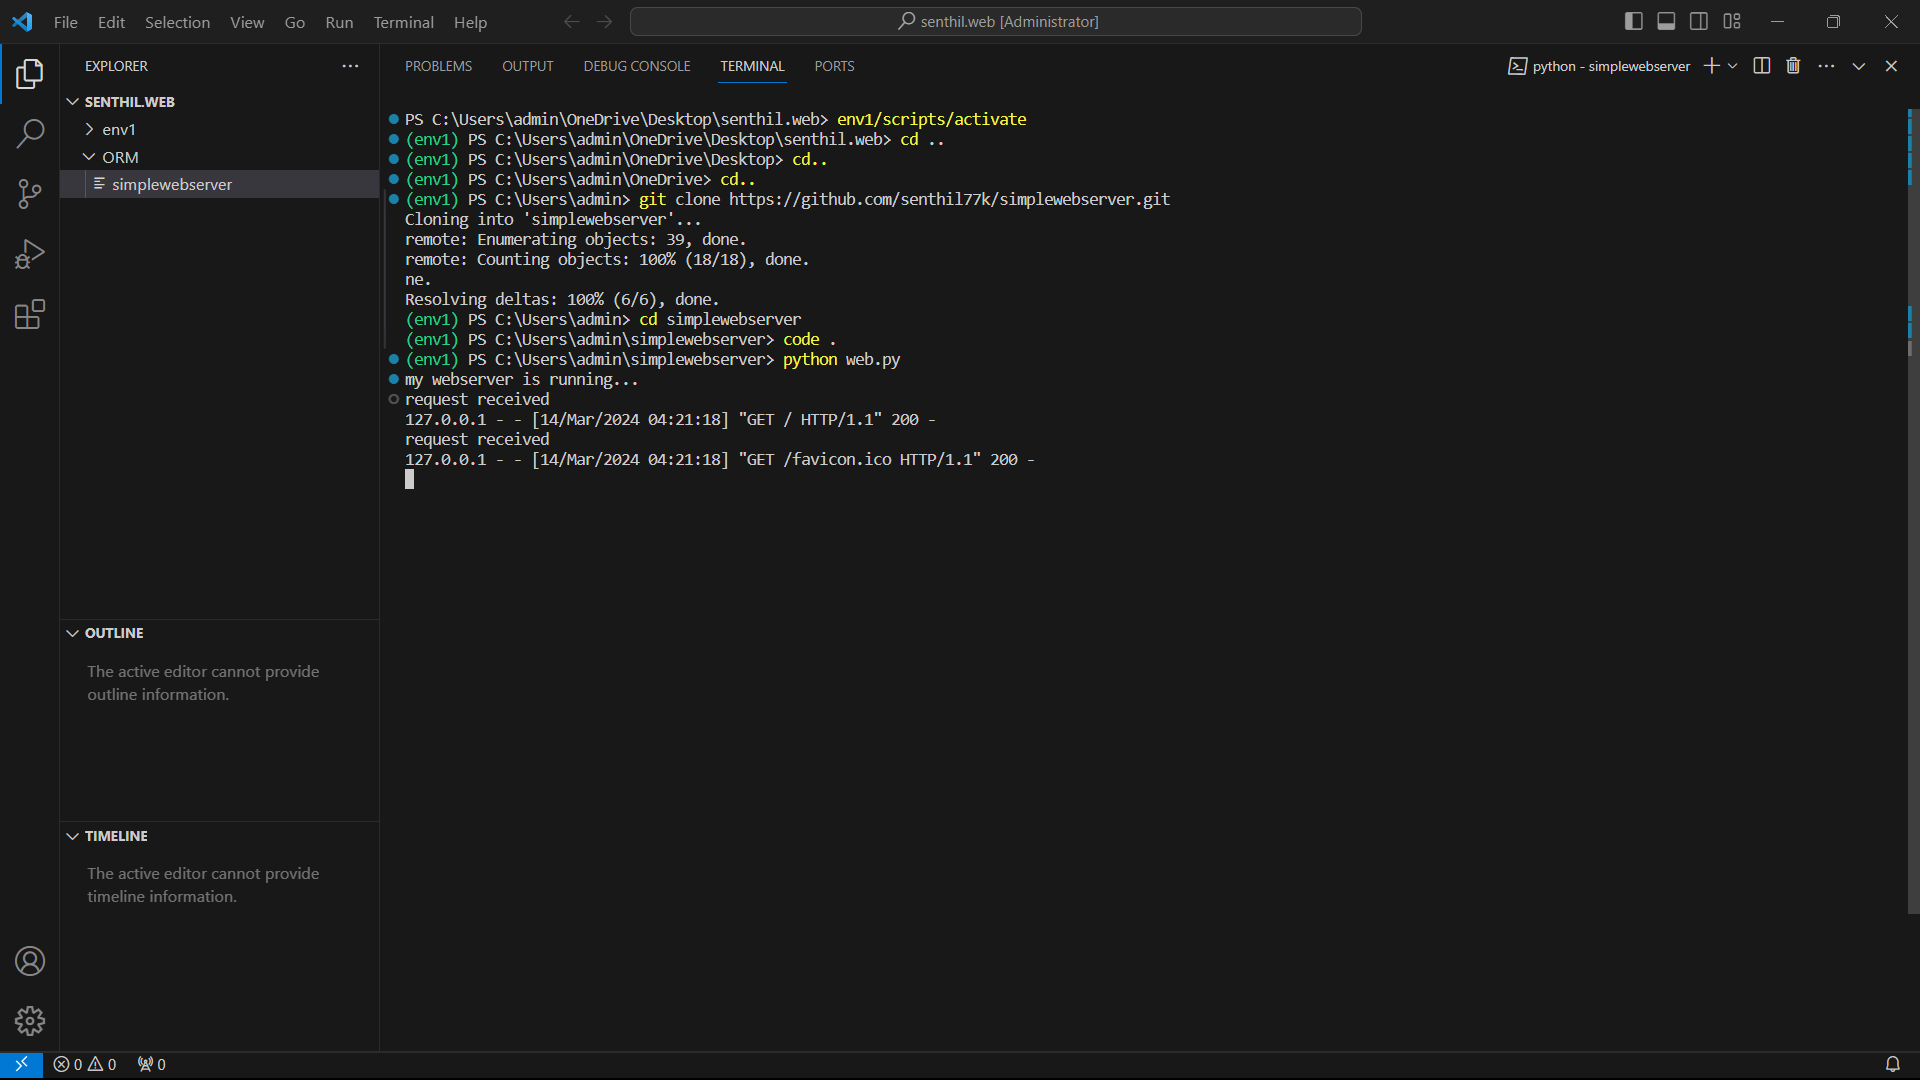 File Edit Selection View Go Run Terminal Help
senthil.web [Administrator]
EXPLORER
SENTHIL.WEB
env1
ORM
simplewebserver
OUTLINE
The active editor cannot provide
outline information.
TIMELINE
The active editor cannot provide
timeline information.
PROBLEMS OUTPUT DEBUG CONSOLE TERMINAL PORTS
python - simplewebserver
PS C:\Users\admin\OneDrive\Desktop\senthil.web> env1/scripts/activate
(env1) PS C:\Users\admin\OneDrive\Desktop\senthil.web> cd ..
(env1) PS C:\Users\admin\OneDrive\Desktop> cd..
(env1) PS C:\Users\admin\OneDrive> cd..
(env1) PS C:\Users\admin> git clone https://github.com/senthil77k/simplewebserver.git
Cloning into 'simplewebserver'...
remote: Enumerating objects: 39, done.
remote: Counting objects: 100% (18/18), done.
ne.
Resolving deltas: 100% (6/6), done.
(env1) PS C:\Users\admin> cd simplewebserver
(env1) PS C:\Users\admin\simplewebserver> code .
(env1) PS C:\Users\admin\simplewebserver> python web.py
my webserver is running...
request received
127.0.0.1 - - [14/Mar/2024 04:21:18] "GET / HTTP/1.1" 200 -
request received
127.0.0.1 - - [14/Mar/2024 04:21:18] "GET /favicon.ico HTTP/1.1" 200 -
0 0 0